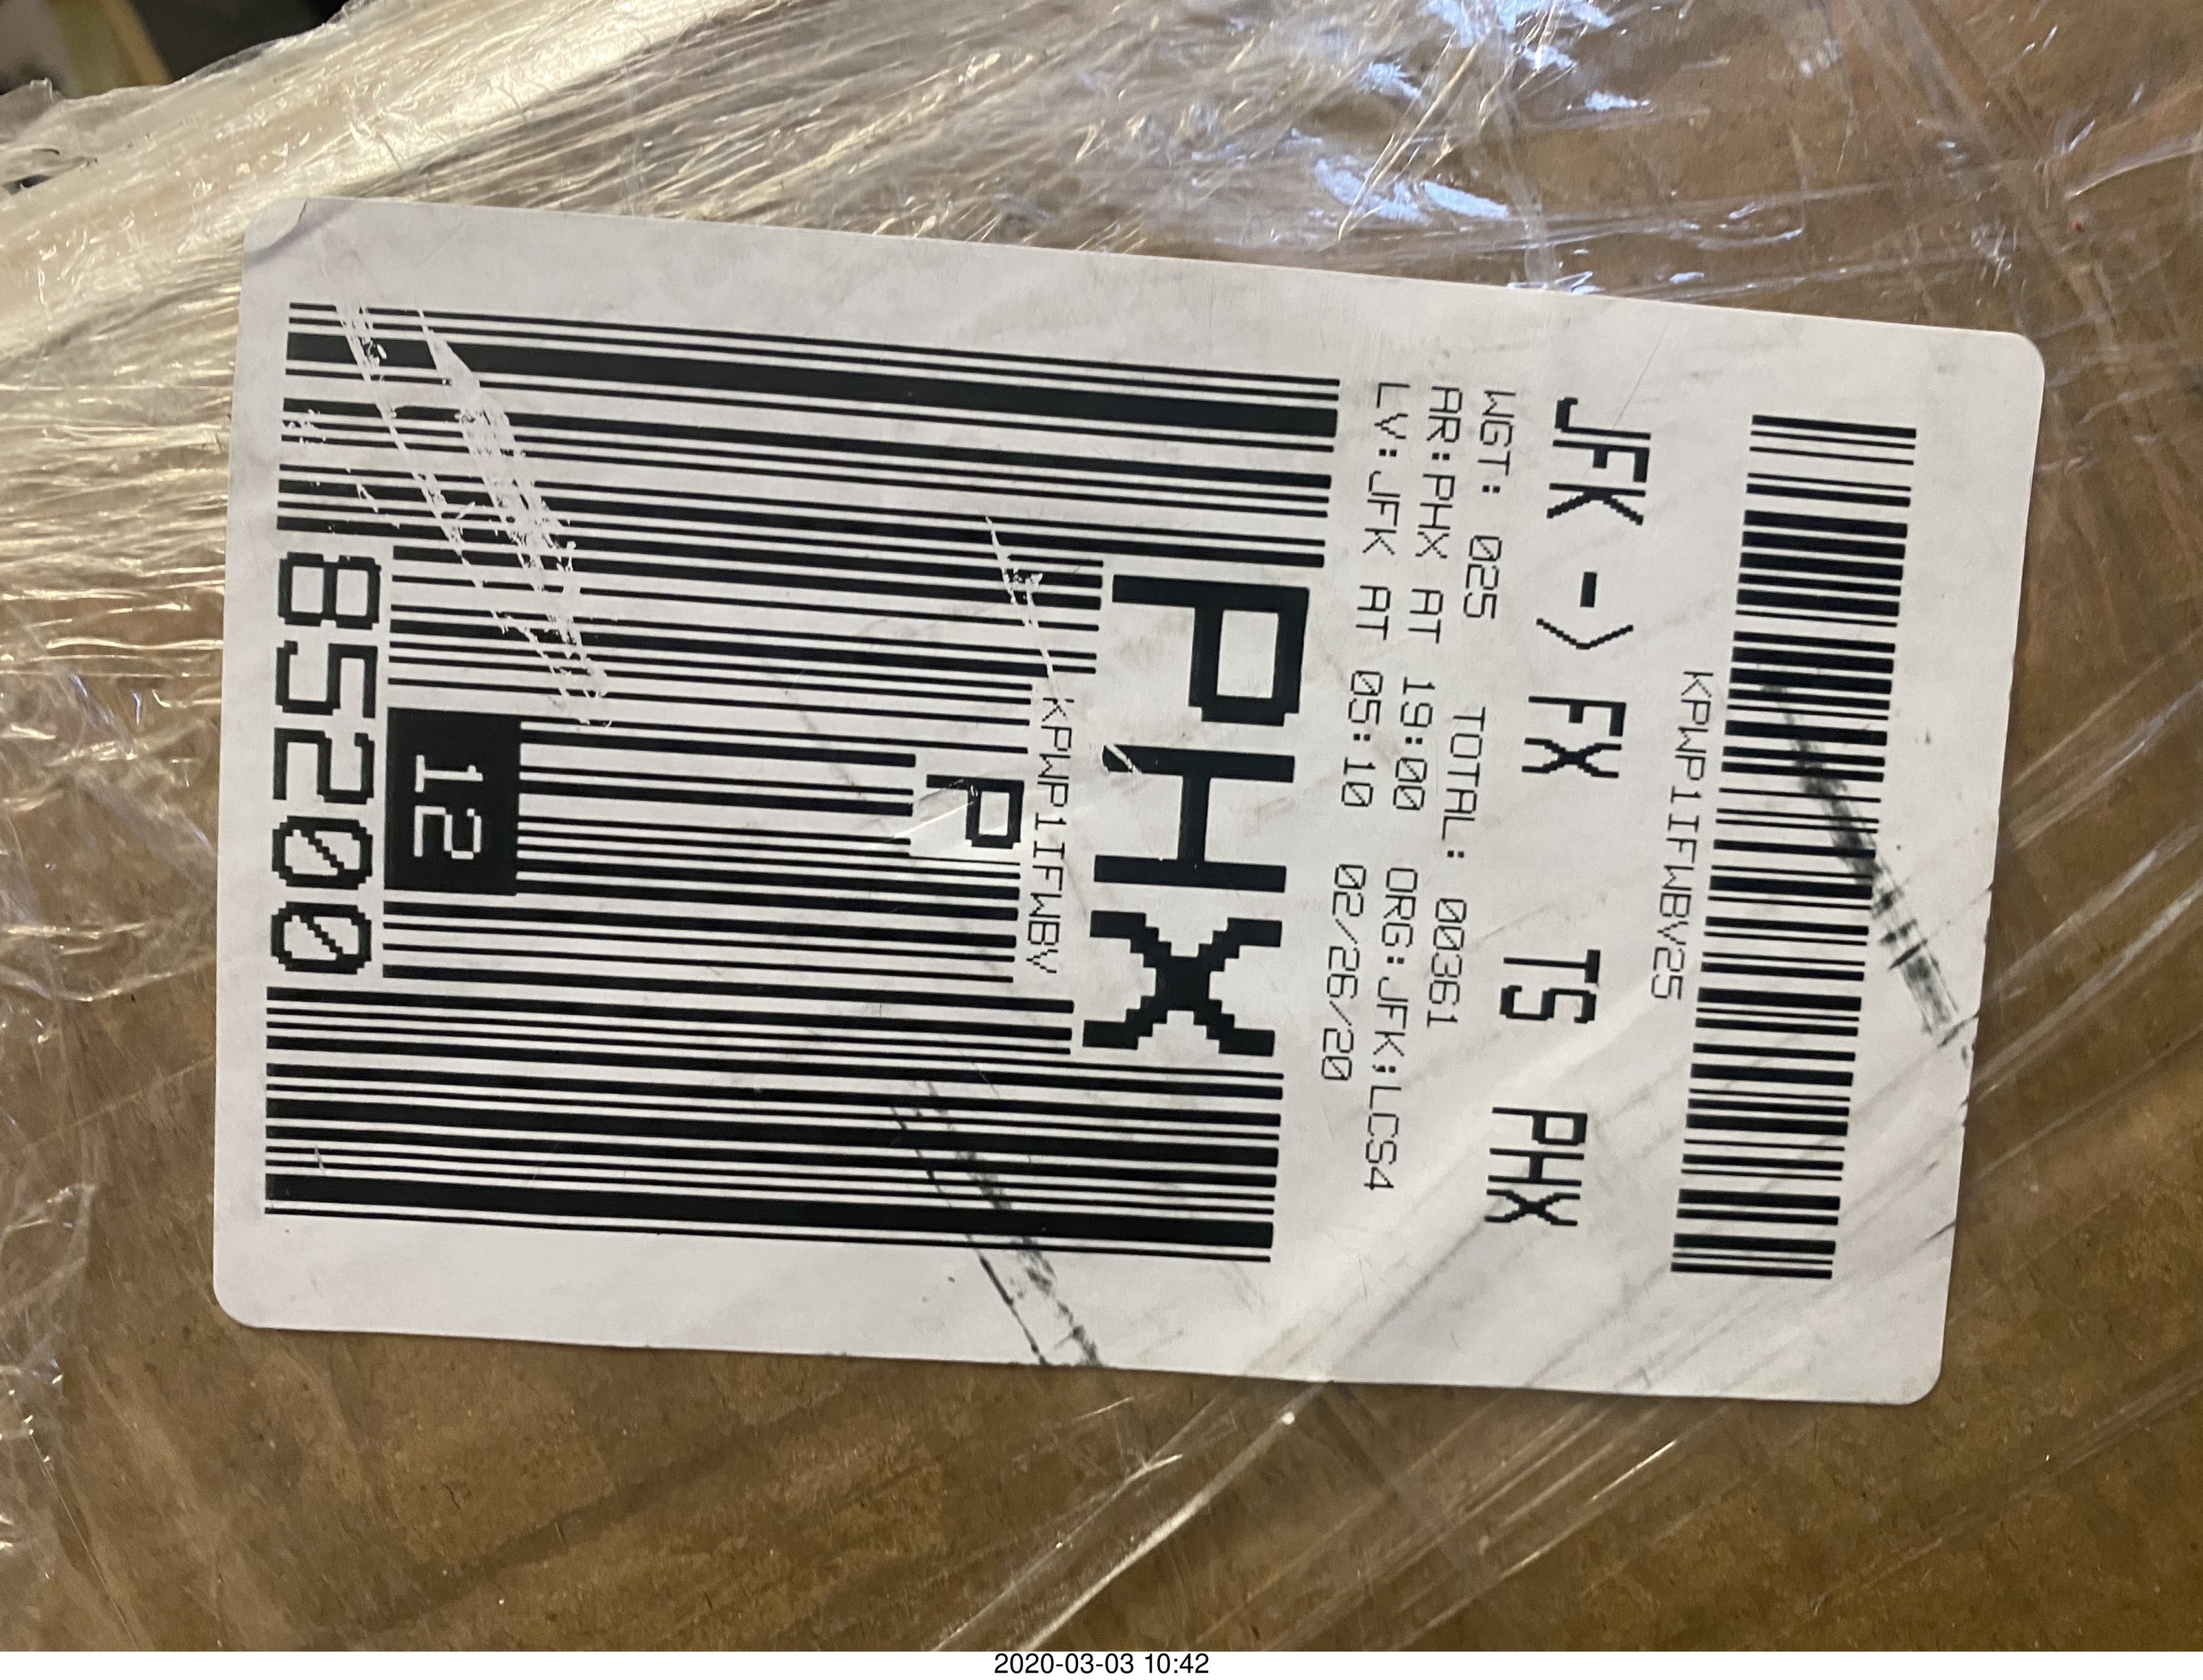 KPWP1IFWBV25
JFK -> FX TS PHX
WGT: 025 TOTAL: 00361
AR:PHX AT 19:00 ORG:JFK;LCS4
LV:JFK AT 05:10 02/26/20
PHX
KPWP1IFWBV
P
12
85200
2020-03-03 10:42